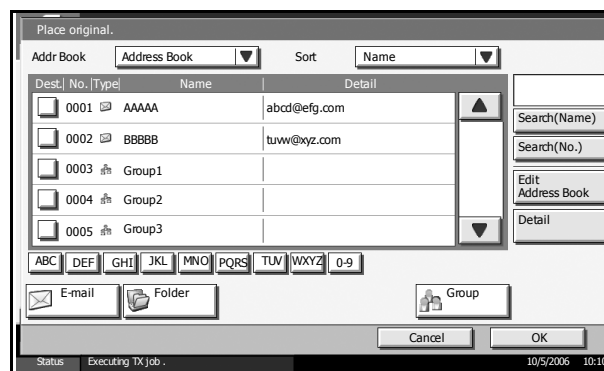 Place original.
Addr Book Address Book Sort Name
Dest. No. Type Name Detail
0001 AAAAA abcd@efg.com
0002 BBBBB tuvw@xyz.com
0003 Group1
0004 Group2
0005 Group3
Search(Name)
Search(No.)
Edit
Address Book
Detail
ABC DEF GHI JKL MNO PQRS TUV WXYZ 0-9
E-mail Folder Group
Cancel OK
Status Executing TX job . 10/5/2006 10:10